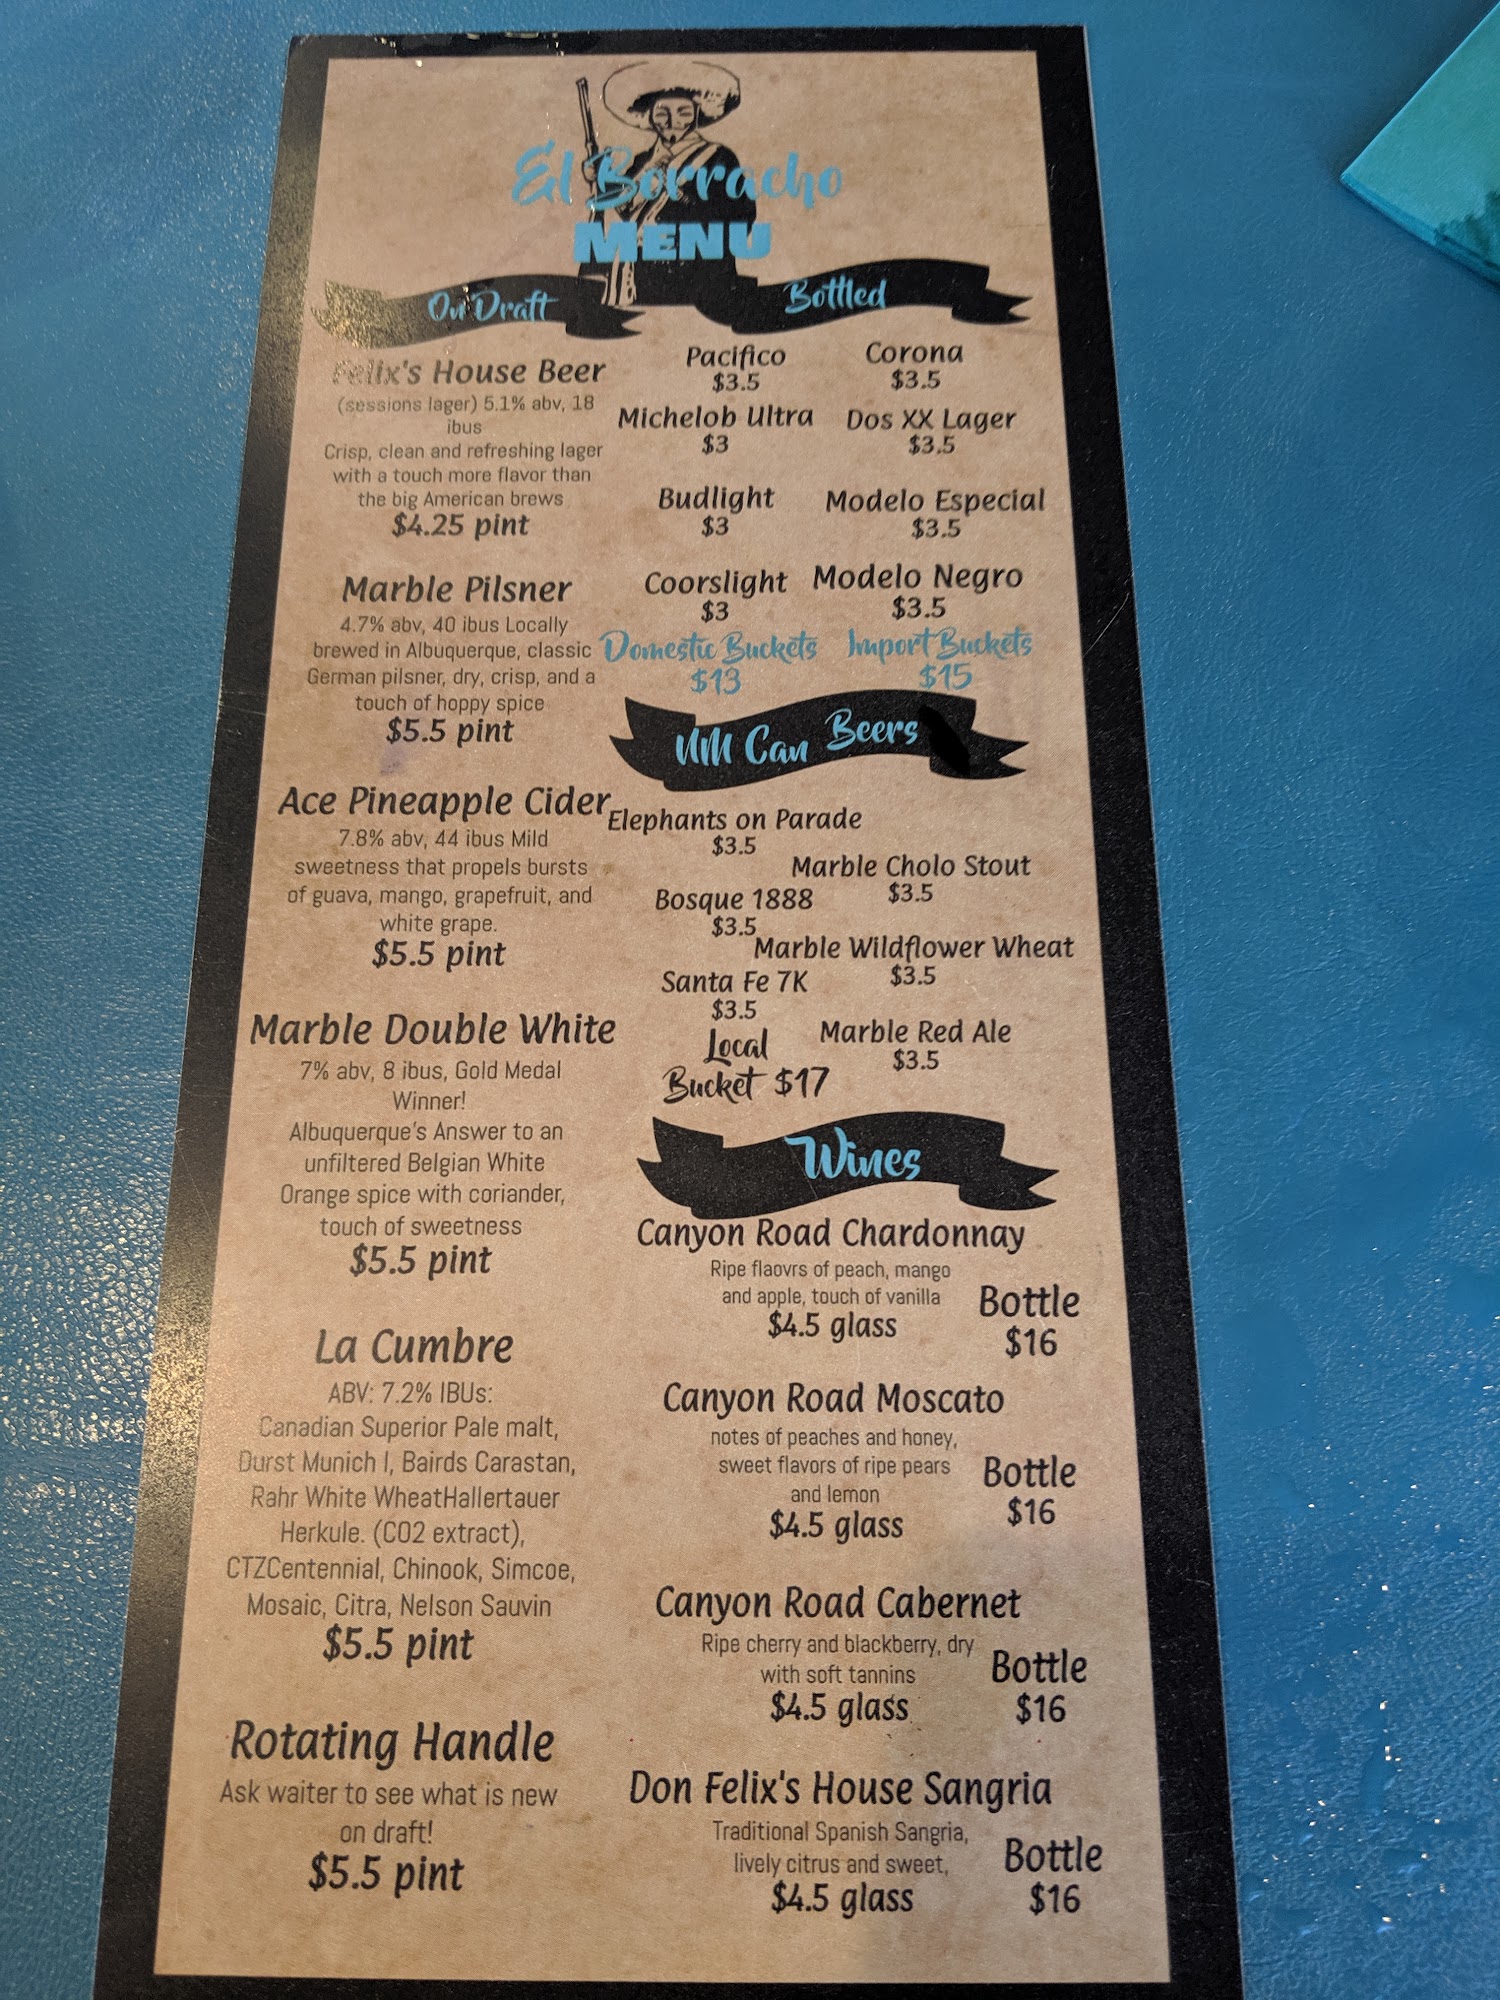 El Borracho
MENU
On Draft
Felix's House Beer
(sessions lager) 5.1% abv, 18
ibus
Crisp, clean and refreshing lager
with a touch more flavor than
the big American brews
$4.25 pint
Marble Pilsner
4.7% abv, 40 ibus Locally
brewed in Albuquerque, classic
German pilsner, dry, crisp, and a
touch of hoppy spice
$5.5 pint
Ace Pineapple Cider
7.8% abv, 44 ibus Mild
sweetness that propels bursts
of guava, mango, grapefruit, and
white grape.
$5.5 pint
Marble Double White
7% abv, 8 ibus, Gold Medal
Winner!
Albuquerque's Answer to an
unfiltered Belgian White
Orange spice with coriander,
touch of sweetness
$5.5 pint
La Cumbre
ABV: 7.2% IBUs:
Canadian Superior Pale malt,
Durst Munich I, Bairds Carastan,
Rahr White WheatHallertauer
Herkule. (CO2 extract),
CTZCentennial, Chinook, Simcoe,
Mosaic, Citra, Nelson Sauvin
$5.5 pint
Rotating Handle
Ask waiter to see what is new
on draft!
$5.5 pint
Bottled
Pacifico
$3.5
Corona
$3.5
Michelob Ultra
$3
Dos XX Lager
$3.5
Budlight
$3
Modelo Especial
$3.5
Coorslight
$3
Modelo Negro
$3.5
Domestic Buckets
$13
Import Buckets
$15
NM Can Beers
Elephants on Parade
$3.5
Marble Cholo Stout
$3.5
Bosque 1888
$3.5
Marble Wildflower Wheat
$3.5
Santa Fe 7K
$3.5
Marble Red Ale
$3.5
Local
Bucket $17
Wines
Canyon Road Chardonnay
Ripe flaovrs of peach, mango
and apple, touch of vanilla
$4.5 glass
Bottle
$16
Canyon Road Moscato
notes of peaches and honey,
sweet flavors of ripe pears
and lemon
$4.5 glass
Bottle
$16
Canyon Road Cabernet
Ripe cherry and blackberry, dry
with soft tannins
$4.5 glass
Bottle
$16
Don Felix's House Sangria
Traditional Spanish Sangria,
lively citrus and sweet,
$4.5 glass
Bottle
$16